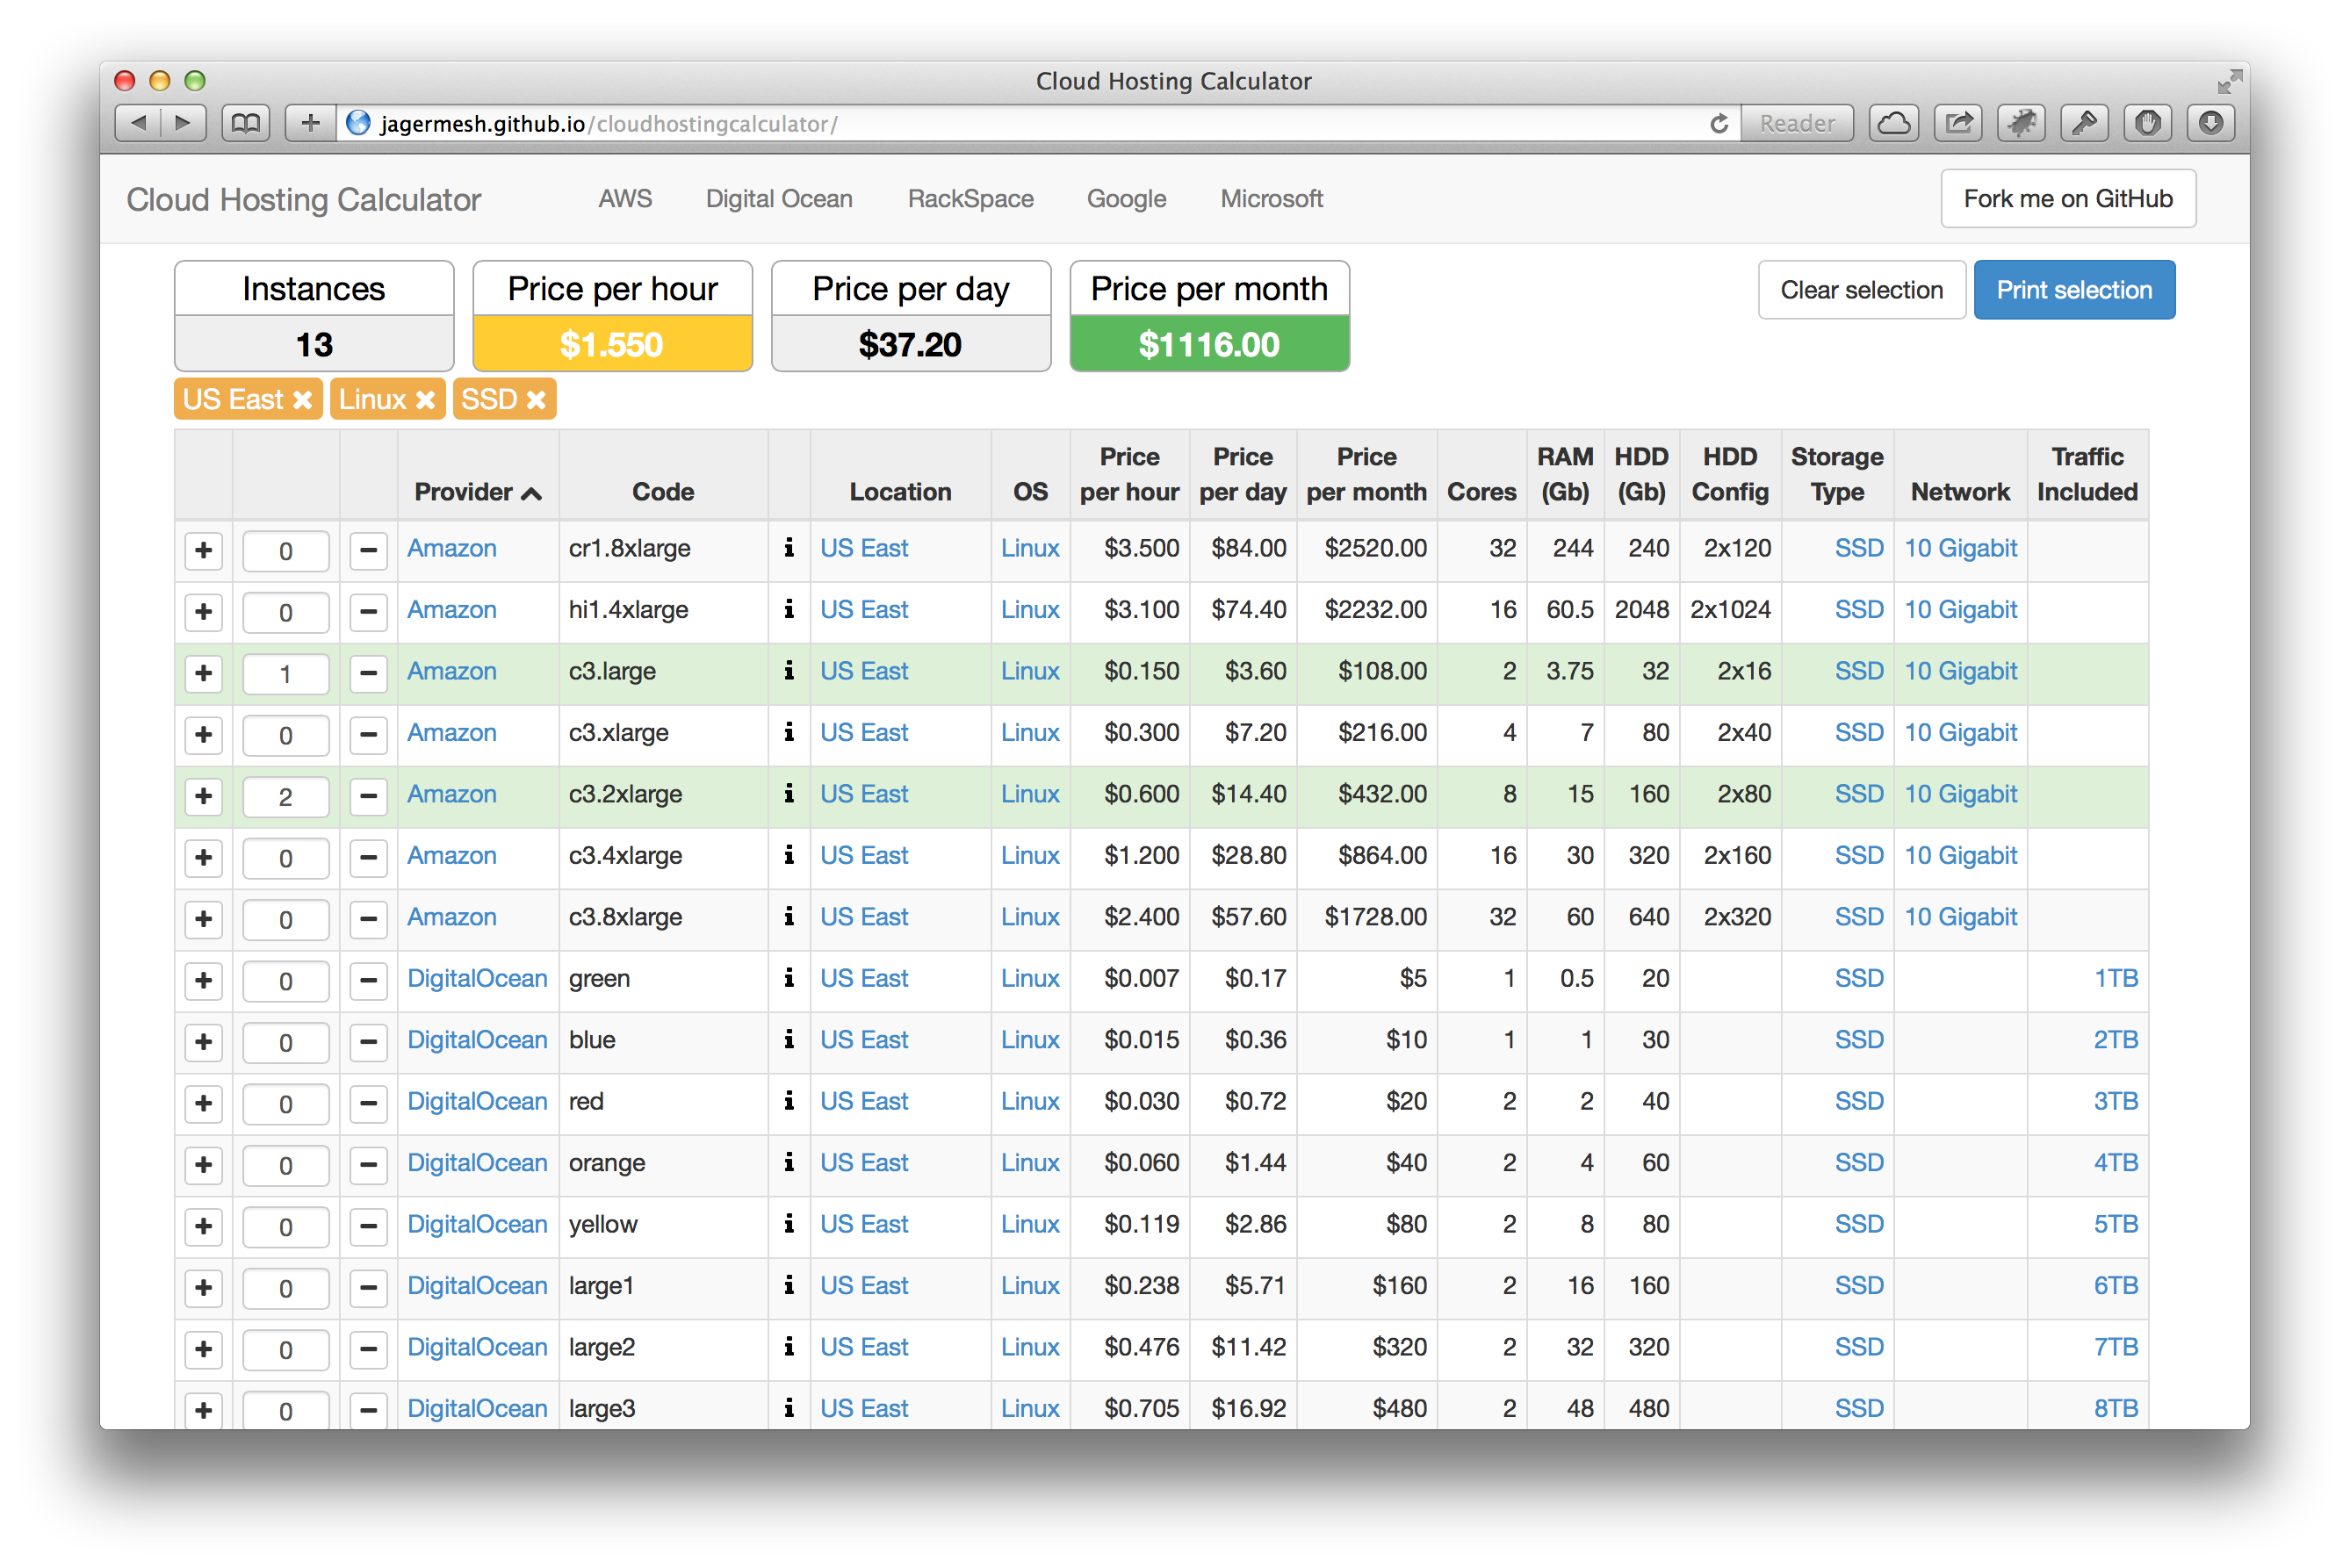 Cloud Hosting Calculator
jagermesh.github.io/cloudhostingcalculator/
Reader
Cloud Hosting Calculator AWS Digital Ocean RackSpace Google Microsoft Fork me on GitHub
Instances Price per hour Price per day Price per month Clear selection Print selection
13 $1.550 $37.20 $1116.00
US East Linux SSD
Provider Code Location OS Price per hour Price per day Price per month Cores RAM (Gb) HDD (Gb) HDD Config Storage Type Network Traffic Included
0 Amazon cr1.8xlarge US East Linux $3.500 $84.00 $2520.00 32 244 240 2x120 SSD 10 Gigabit
0 Amazon hi1.4xlarge US East Linux $3.100 $74.40 $2232.00 16 60.5 2048 2x1024 SSD 10 Gigabit
1 Amazon c3.large US East Linux $0.150 $3.60 $108.00 2 3.75 32 2x16 SSD 10 Gigabit
0 Amazon c3.xlarge US East Linux $0.300 $7.20 $216.00 4 7 80 2x40 SSD 10 Gigabit
2 Amazon c3.2xlarge US East Linux $0.600 $14.40 $432.00 8 15 160 2x80 SSD 10 Gigabit
0 Amazon c3.4xlarge US East Linux $1.200 $28.80 $864.00 16 30 320 2x160 SSD 10 Gigabit
0 Amazon c3.8xlarge US East Linux $2.400 $57.60 $1728.00 32 60 640 2x320 SSD 10 Gigabit
0 DigitalOcean green US East Linux $0.007 $0.17 $5 1 0.5 20 SSD 1TB
0 DigitalOcean blue US East Linux $0.015 $0.36 $10 1 1 30 SSD 2TB
0 DigitalOcean red US East Linux $0.030 $0.72 $20 2 2 40 SSD 3TB
0 DigitalOcean orange US East Linux $0.060 $1.44 $40 2 4 60 SSD 4TB
0 DigitalOcean yellow US East Linux $0.119 $2.86 $80 2 8 80 SSD 5TB
0 DigitalOcean large1 US East Linux $0.238 $5.71 $160 2 16 160 SSD 6TB
0 DigitalOcean large2 US East Linux $0.476 $11.42 $320 2 32 320 SSD 7TB
0 DigitalOcean large3 US East Linux $0.705 $16.92 $480 2 48 480 SSD 8TB